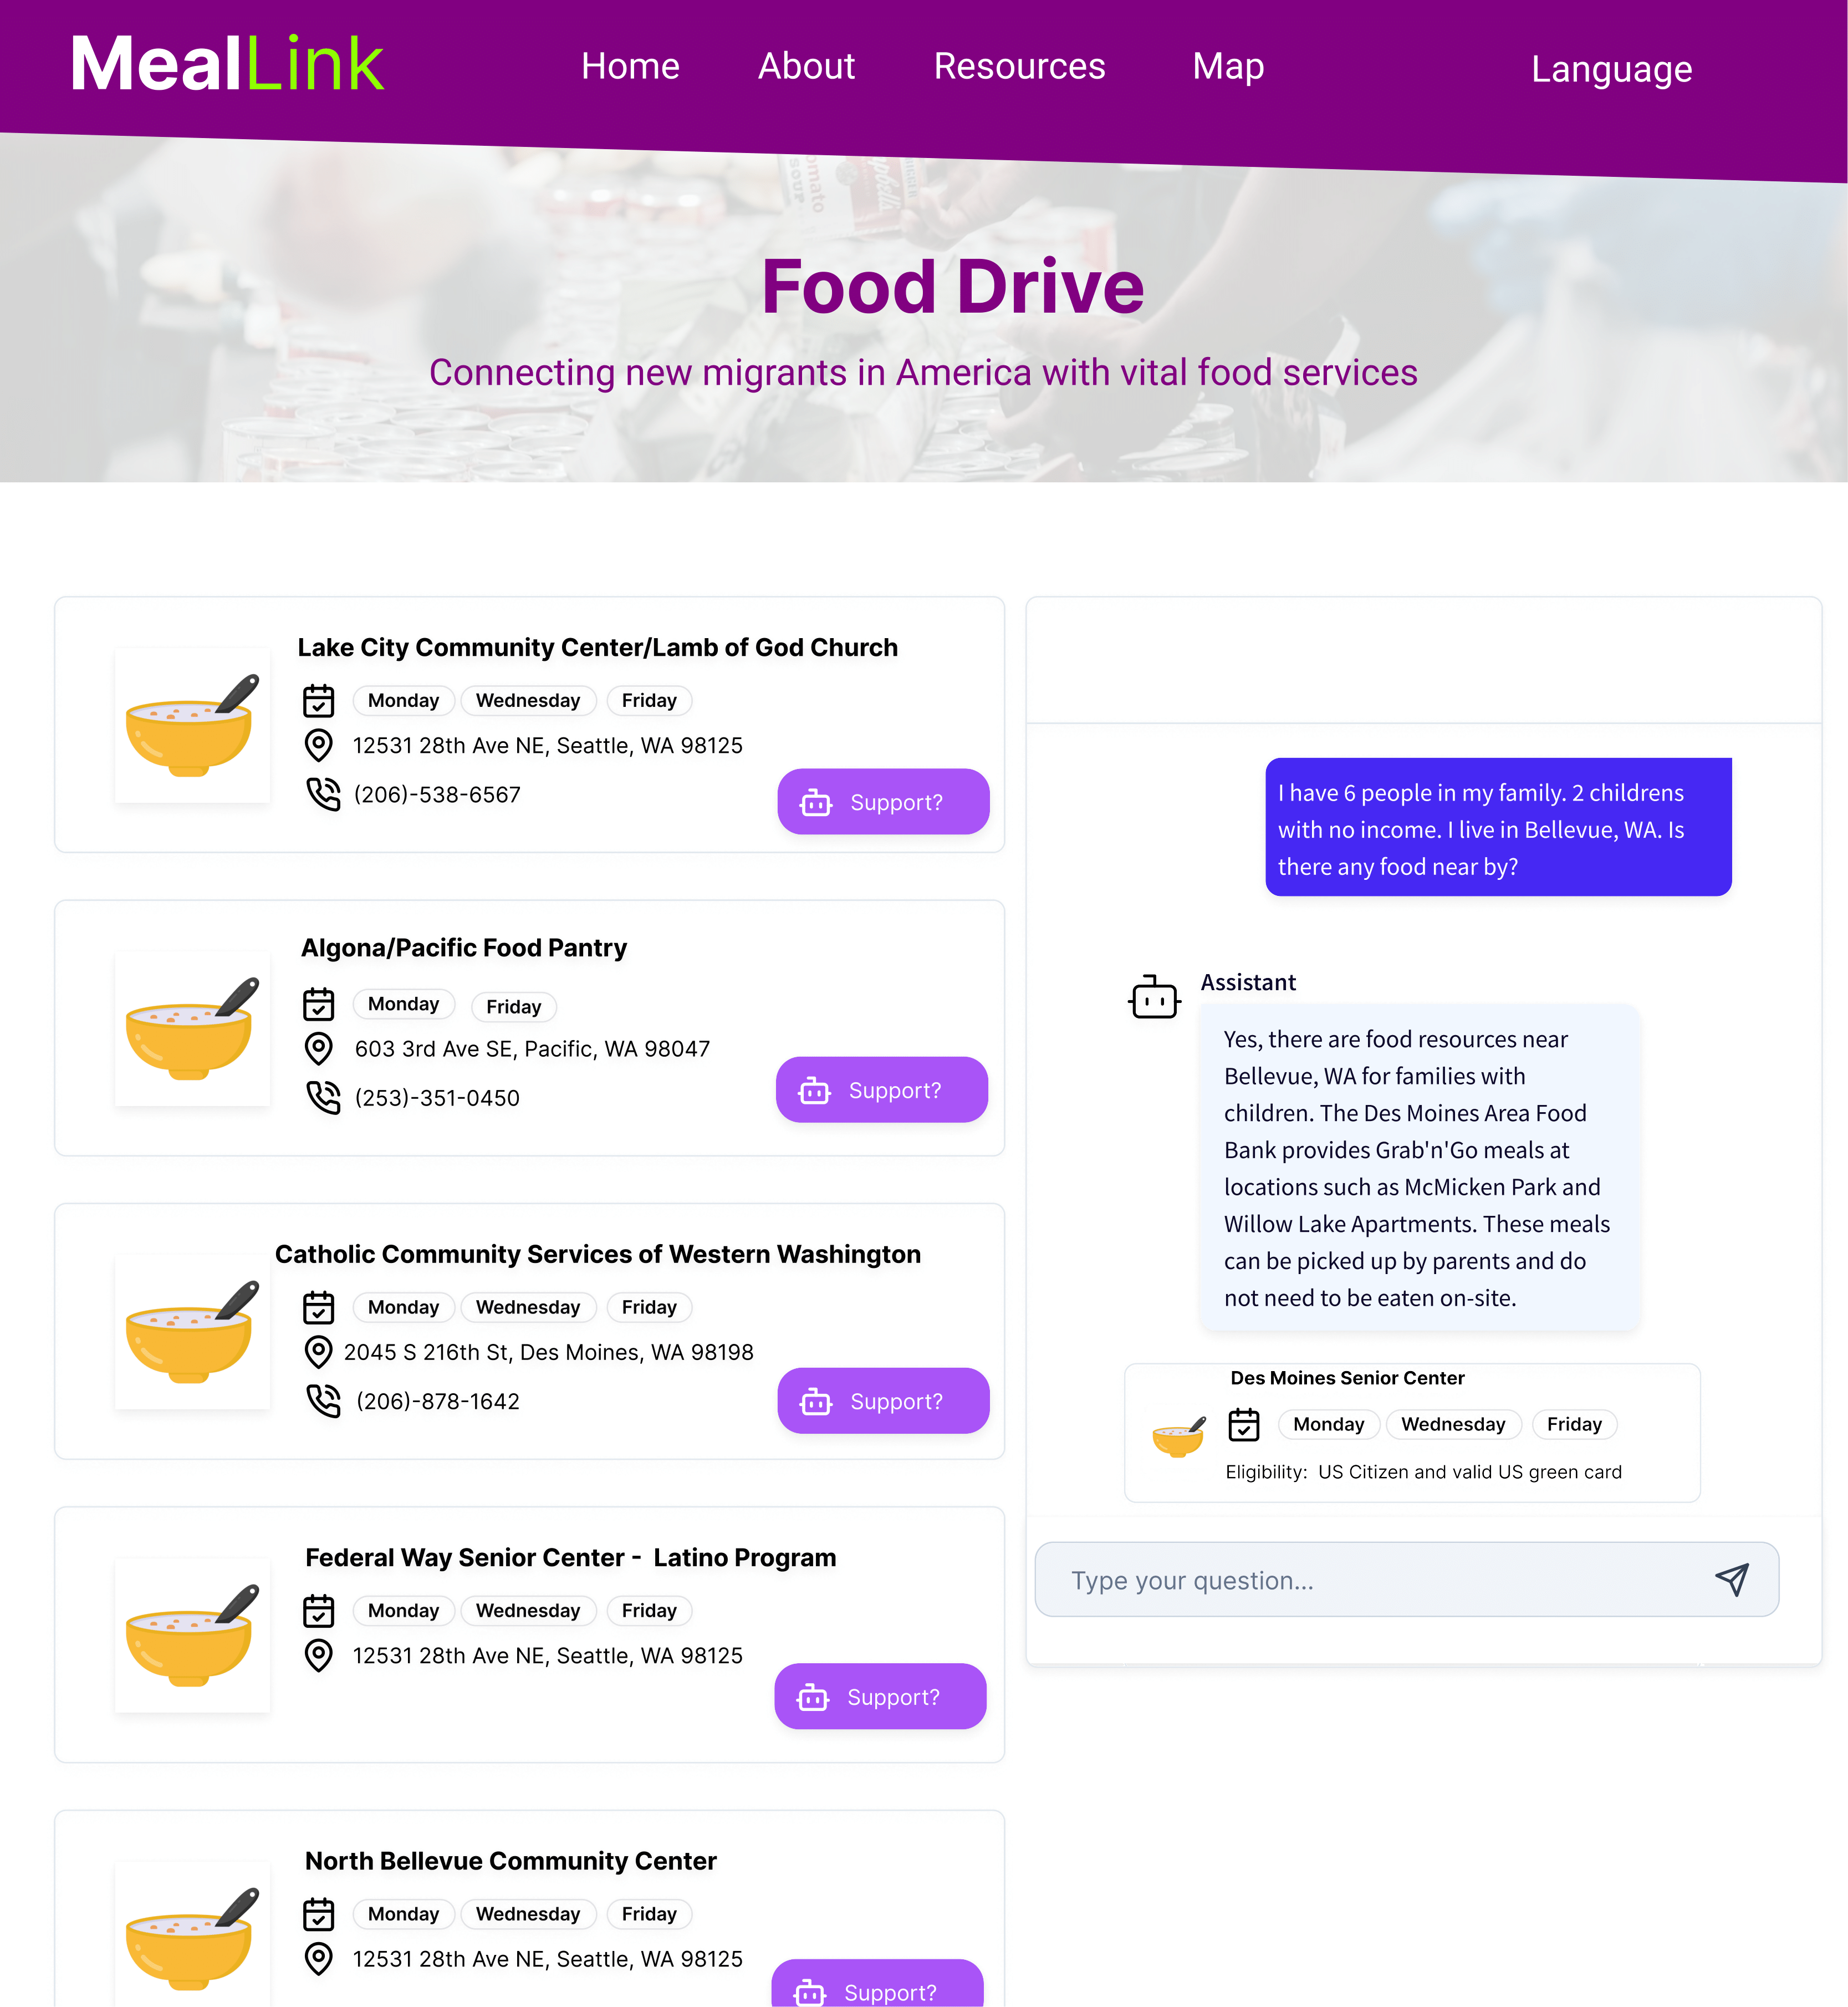 MealLink
Home
About
Resources
Map
Language
Food Drive
Connecting new migrants in America with vital food services
Lake City Community Center/Lamb of God Church
Monday Wednesday Friday
12531 28th Ave NE, Seattle, WA 98125
(206)-538-6567
Support?
Algona/Pacific Food Pantry
Monday Friday
603 3rd Ave SE, Pacific, WA 98047
(253)-351-0450
Support?
Catholic Community Services of Western Washington
Monday Wednesday Friday
2045 S 216th St, Des Moines, WA 98198
(206)-878-1642
Support?
Federal Way Senior Center - Latino Program
Monday Wednesday Friday
12531 28th Ave NE, Seattle, WA 98125
Support?
North Bellevue Community Center
Monday Wednesday Friday
12531 28th Ave NE, Seattle, WA 98125
Support?
I have 6 people in my family. 2 childrens
with no income. I live in Bellevue, WA. Is
there any food near by?
Assistant
Yes, there are food resources near
Bellevue, WA for families with
children. The Des Moines Area Food
Bank provides Grab'n'Go meals at
locations such as McMicken Park and
Willow Lake Apartments. These meals
can be picked up by parents and do
not need to be eaten on-site.
Des Moines Senior Center
Monday Wednesday Friday
Eligibility: US Citizen and valid US green card
Type your question...